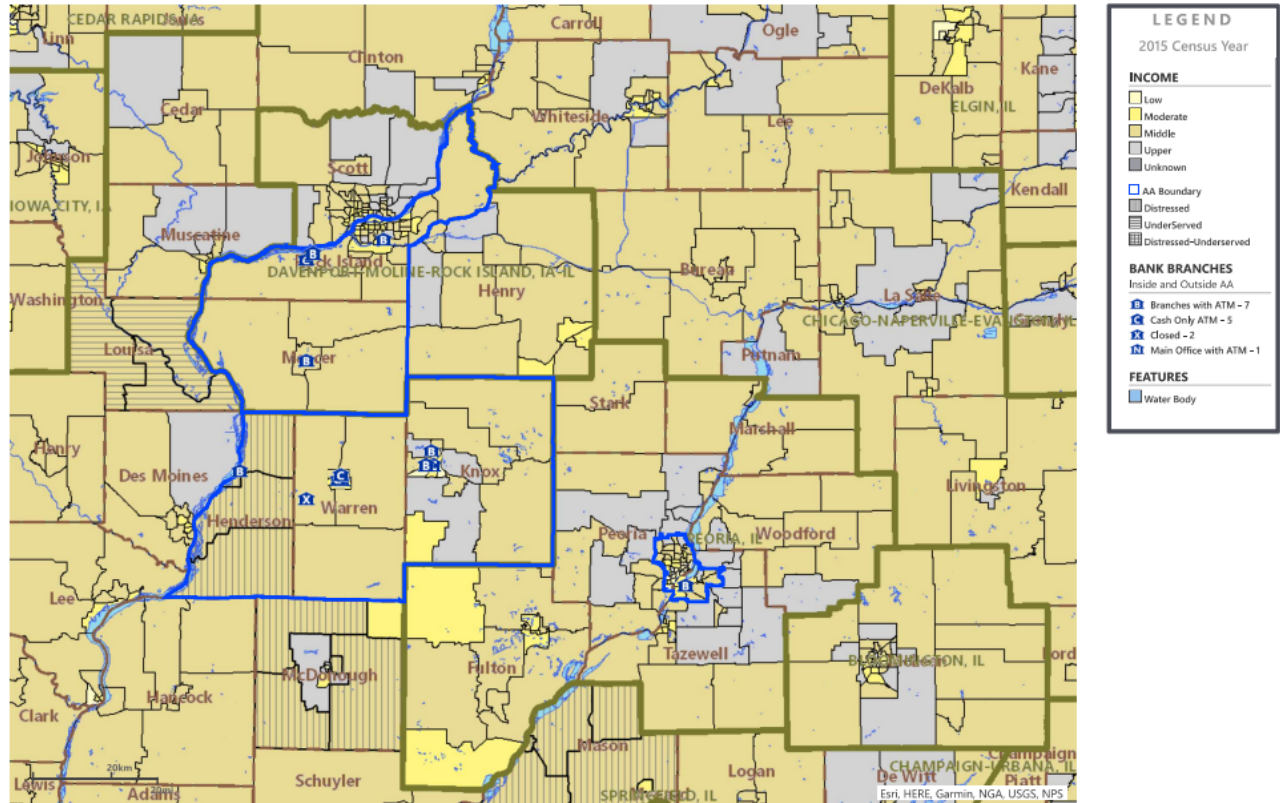 CEDAR RAPIDS, IA
Jones
Linn
Carroll
Ogle
Clinton
Kane
DeKalb
ELGIN, IL
Cedar
Whiteside
Lee
Johnson
Scott
Kendall
IOWA CITY, IA
Muscatine
Rock Island
DAVENPORT-MOLINE-ROCK ISLAND, IA-IL
Bureau
Henry
La Salle
Washington
CHICAGO-NAPERVILLE-EVANSTON, IL
Grundy
Louisa
Mercer
Putnam
Stark
Marshall
Henry
Des Moines
Knox
Livingston
Warren
Henderson
Peoria
PEORIA, IL
Woodford
Lee
Tazewell
BLOOMINGTON, IL
Ford
McDonough
Fulton
Hancock
Clark
Mason
20km
Schuyler
Logan
De Witt
Champaign
CHAMPAIGN-URBANA, IL
Piatt
Lewis
Adams
SPRINGFIELD, IL
Esri, HERE, Garmin, NGA, USGS, NPS
LEGEND
2015 Census Year
INCOME
Low
Moderate
Middle
Upper
Unknown
AA Boundary
Distressed
UnderServed
Distressed-Underserved
BANK BRANCHES
Inside and Outside AA
B Branches with ATM - 7
C Cash Only ATM - 5
X Closed - 2
N Main Office with ATM - 1
FEATURES
Water Body